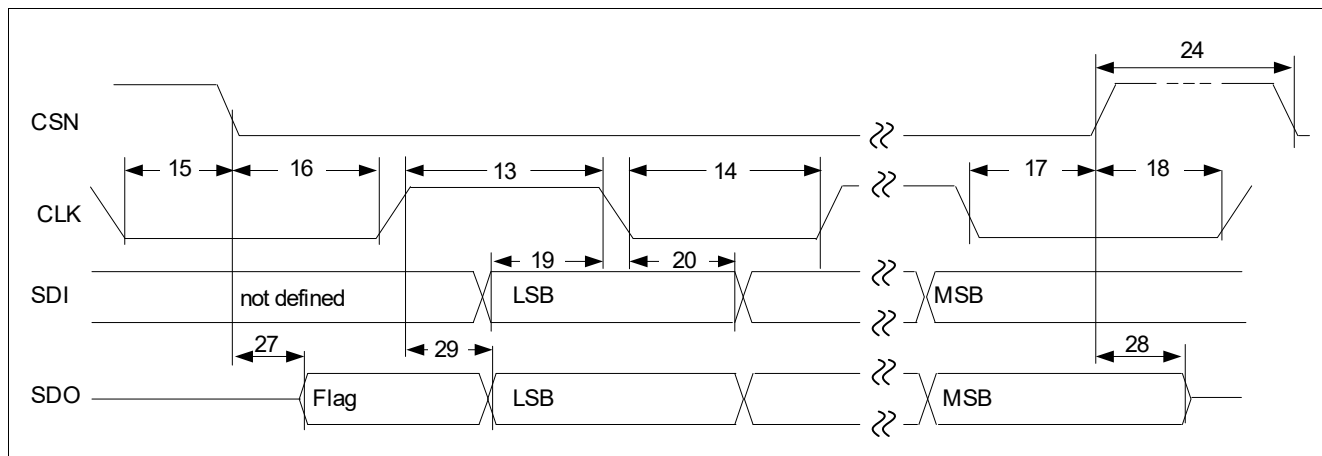 24
CSN
15
16
13
14
17
18
CLK
19
20
SDI
not defined
LSB
MSB
27
29
28
SDO
Flag
LSB
MSB